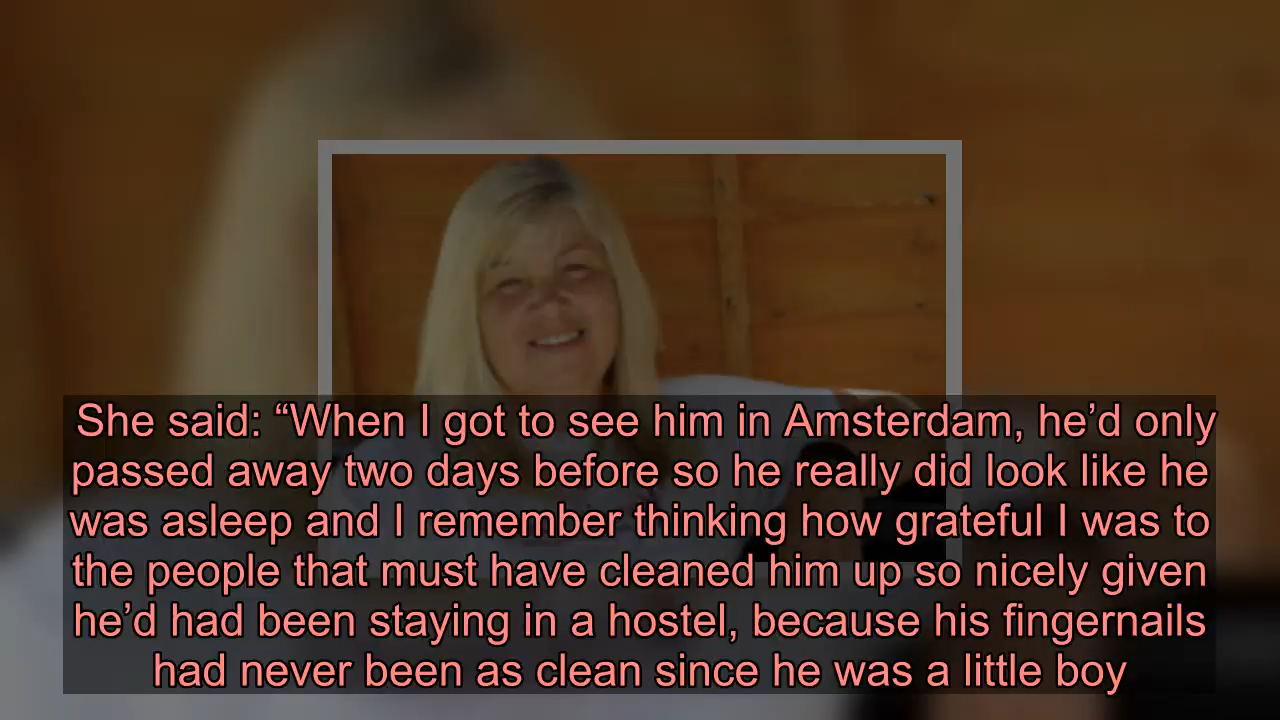 She said: “When I got to see him in Amsterdam, he’d only
passed away two days before so he really did look like he
was asleep and I remember thinking how grateful I was to
the people that must have cleaned him up so nicely given
he’d had been staying in a hostel, because his fingernails
had never been as clean since he was a little boy